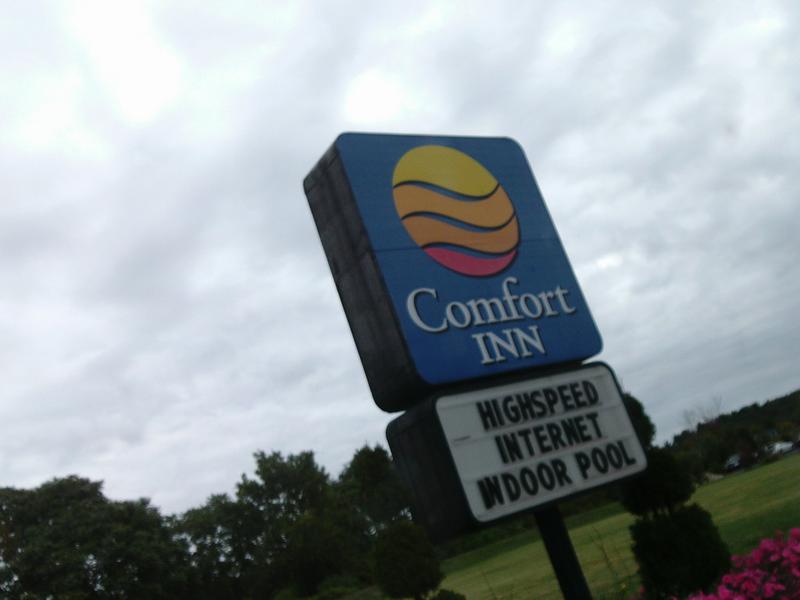 Comfort
INN
HIGHSPEED
INTERNET
INDOOR POOL